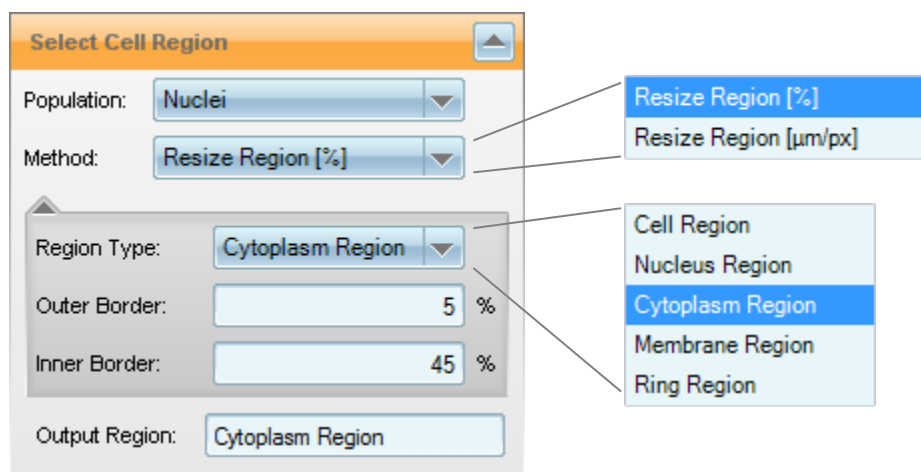 Select Cell Region
Population: Nuclei
Method: Resize Region [%]
Region Type: Cytoplasm Region
Outer Border: 5 %
Inner Border: 45 %
Output Region: Cytoplasm Region
Resize Region [%]
Resize Region [µm/px]
Cell Region
Nucleus Region
Cytoplasm Region
Membrane Region
Ring Region